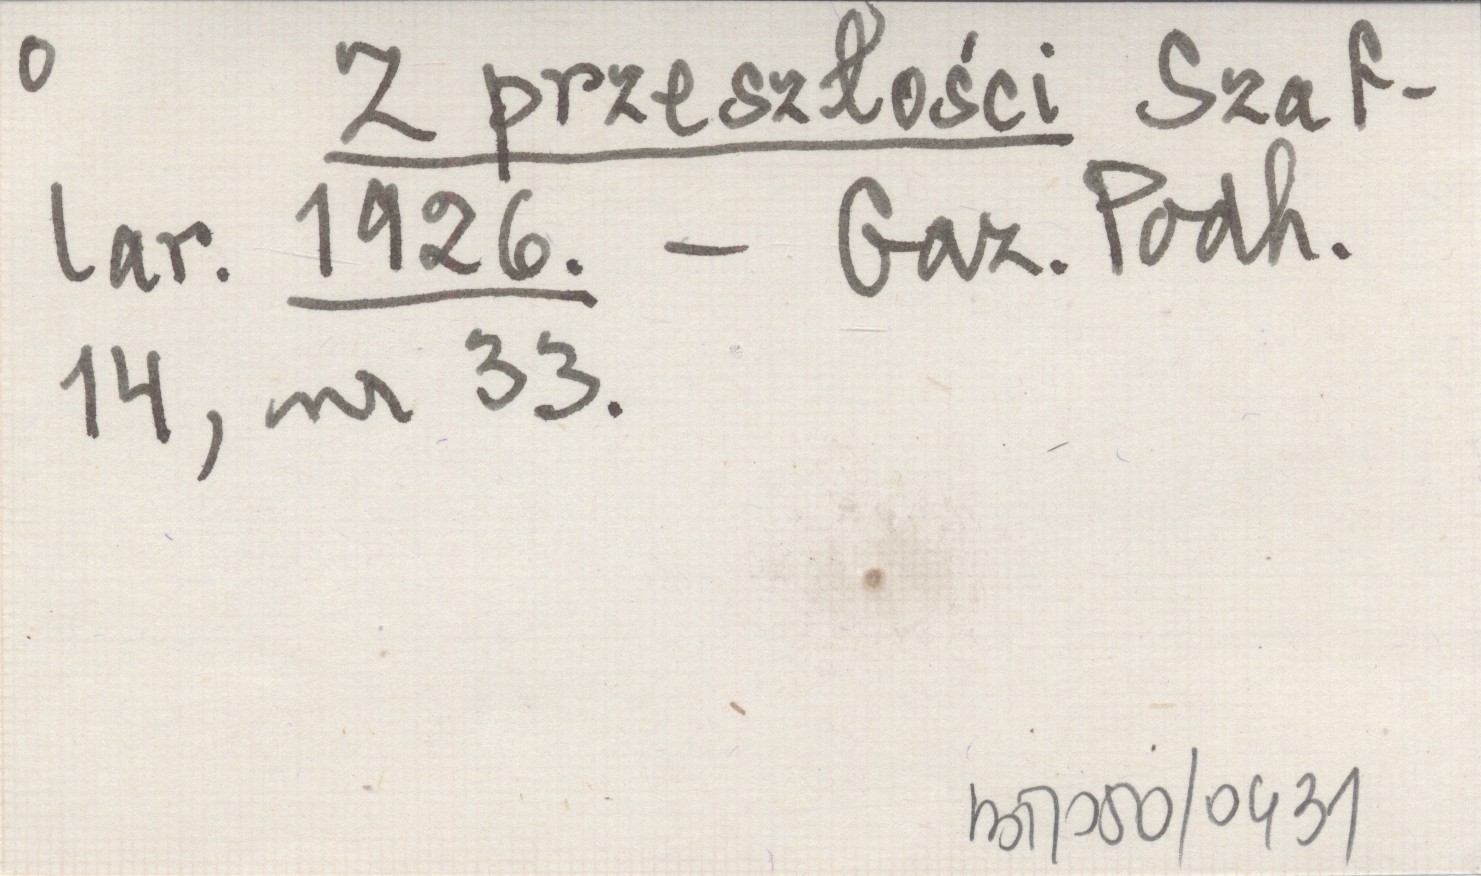 o Z przeszłości Szaf-
lar. 1926. – Gaz. Podh.
14, nr 33.